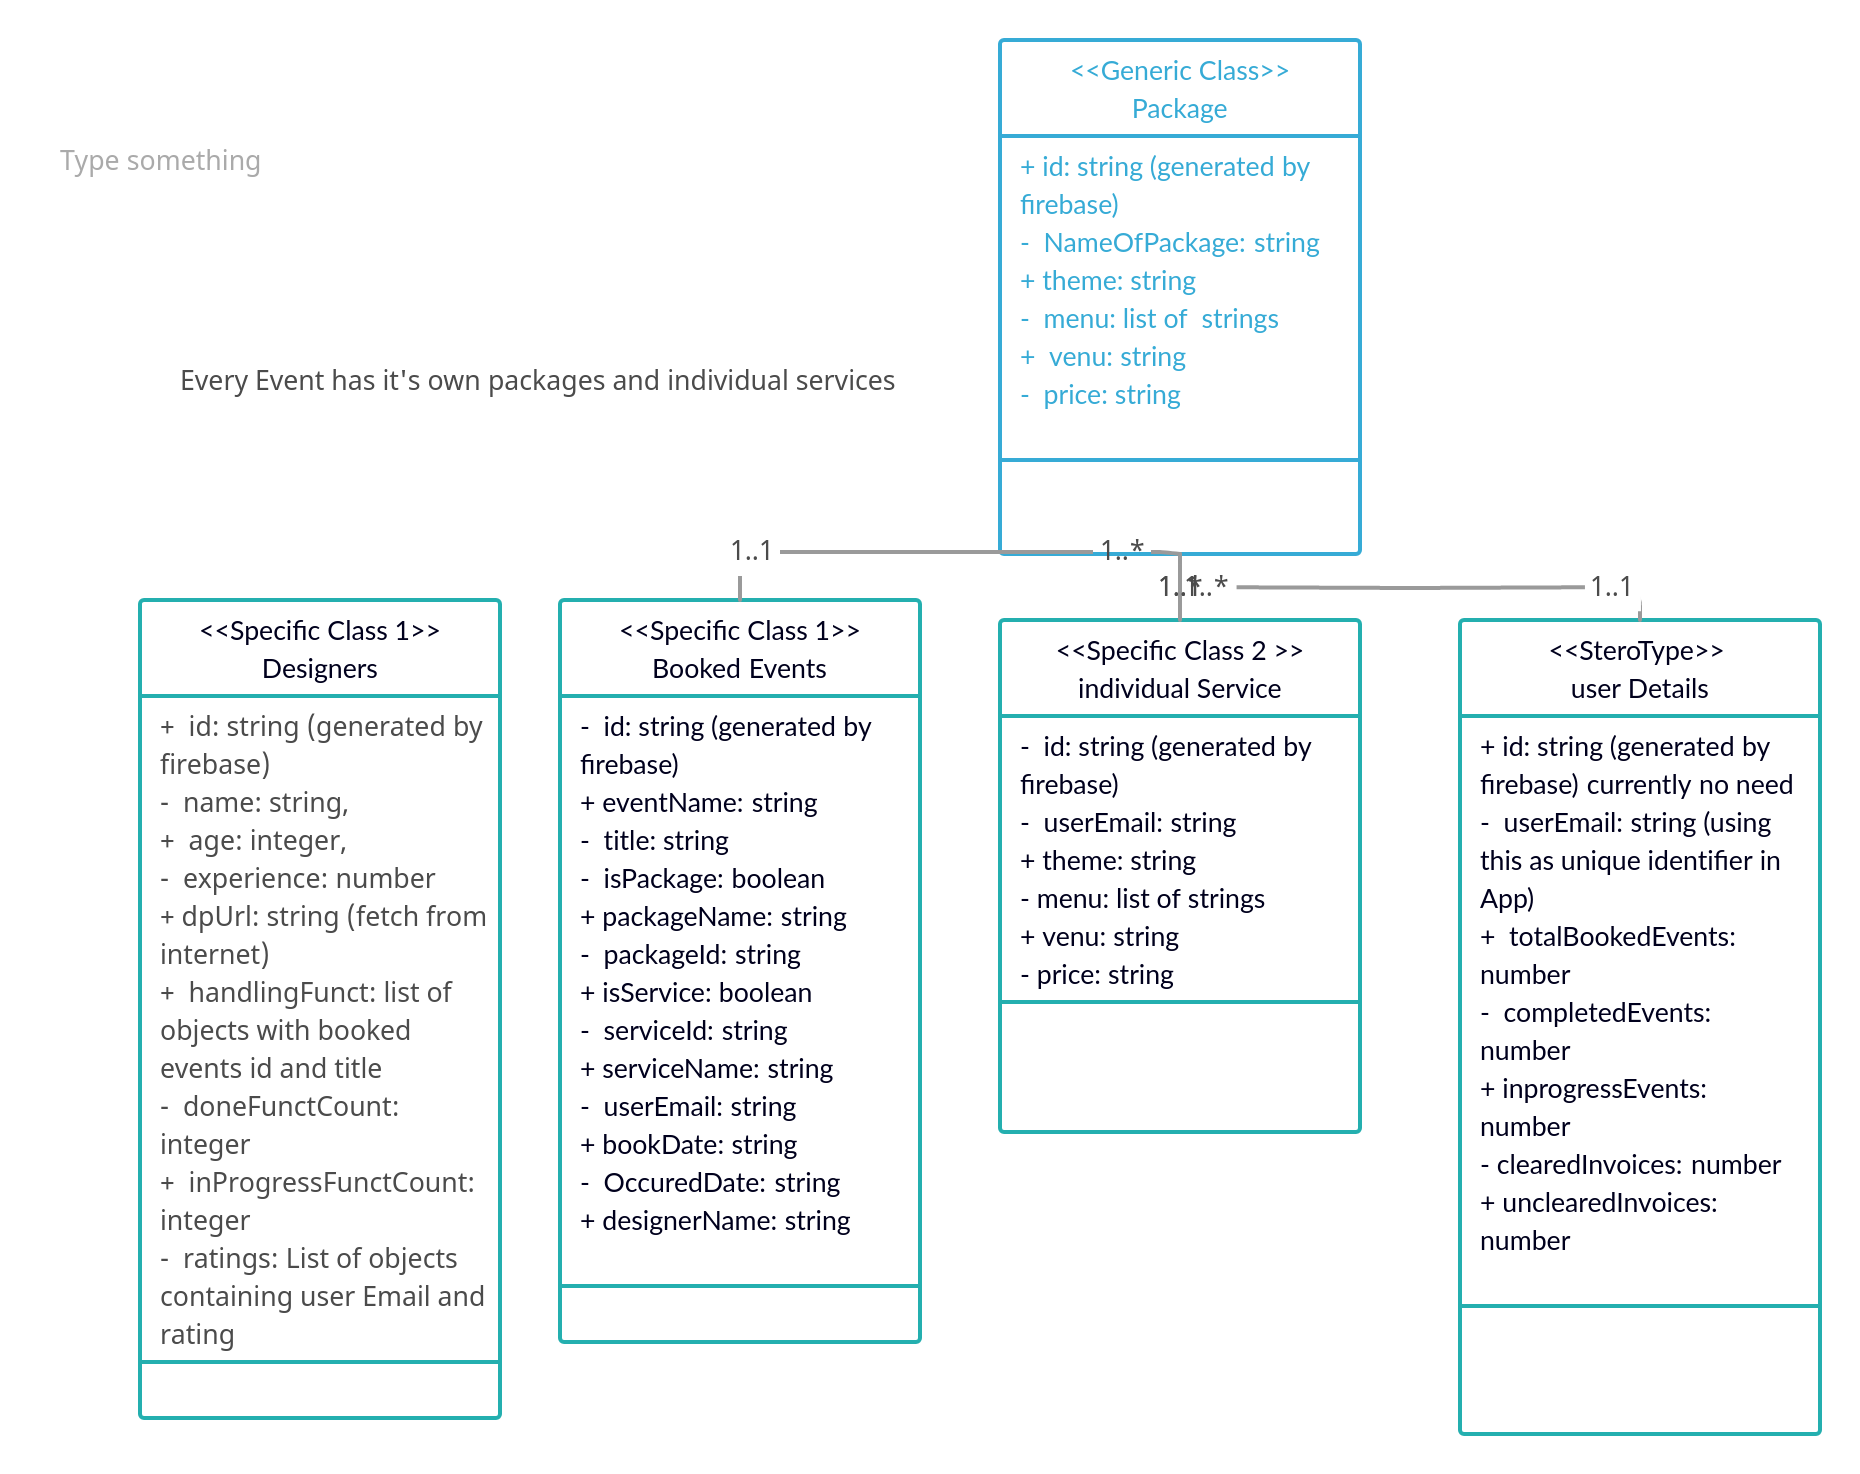 <<Generic Class>>
Package
+ id: string (generated by
firebase)
-  NameOfPackage: string
+ theme: string
-  menu: list of  strings
+  venu: string
-  price: string
Type something
Every Event has it's own packages and individual services
1..1
1..*
1..1
<<Specific Class 1>>
Designers
+  id: string (generated by
firebase)
-  name: string,
+  age: integer,
-  experience: number
+ dpUrl: string (fetch from
internet)
+  handlingFunct: list of
objects with booked
events id and title
-  doneFunctCount:
integer
+  inProgressFunctCount:
integer
-  ratings: List of objects
containing user Email and
rating
<<Specific Class 1>>
Booked Events
-  id: string (generated by
firebase)
+ eventName: string
-  title: string
-  isPackage: boolean
+ packageName: string
-  packageId: string
+ isService: boolean
-  serviceId: string
+ serviceName: string
-  userEmail: string
+ bookDate: string
-  OccuredDate: string
+ designerName: string
<<Specific Class 2 >>
individual Service
-  id: string (generated by
firebase)
-  userEmail: string
+ theme: string
- menu: list of strings
+ venu: string
- price: string
<<SteroType>>
user Details
+ id: string (generated by
firebase) currently no need
-  userEmail: string (using
this as unique identifier in
App)
+  totalBookedEvents:
number
-  completedEvents:
number
+ inprogressEvents:
number
- clearedInvoices: number
+ unclearedInvoices:
number